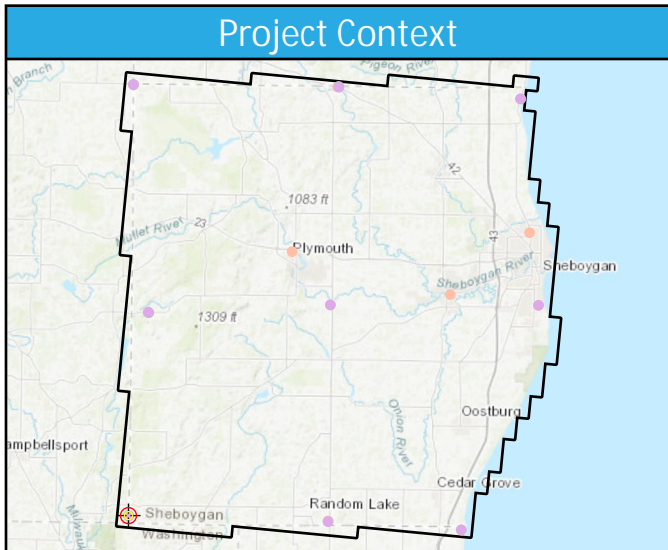 Project Context
Branch
Pigeon River
42
1083 ft
23
Mullet River
43
Plymouth
Sheboygan River
Sheboygan
1309 ft
Onion River
Oostburg
ampbellsport
Cedar Grove
Random Lake
Sheboygan
Washington
Milwauk